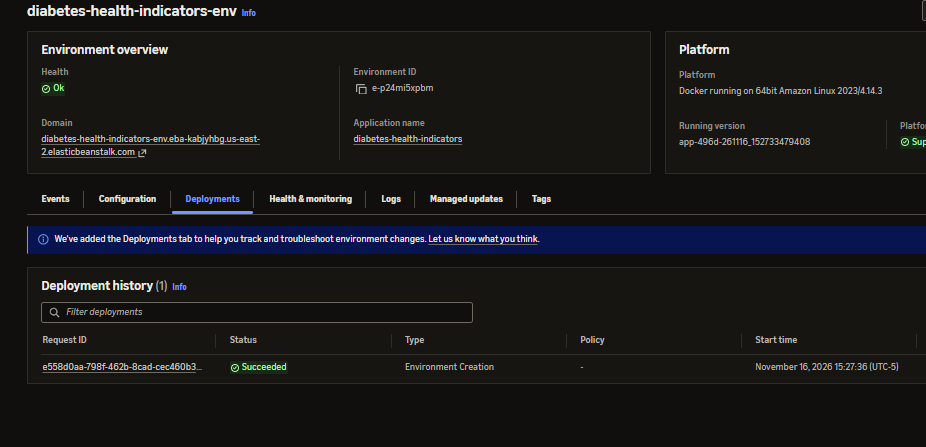 diabetes-health-indicators-env Info
Environment overview
Health
Ok
Environment ID
e-p24mi5xpbm
Domain
diabetes-health-indicators-env.eba-kabjyhbg.us-east-
2.elasticbeanstalk.com
Application name
diabetes-health-indicators
Platform
Platform
Docker running on 64bit Amazon Linux 2023/4.14.3
Running version
app-496d-261116_152733479408
Platfo
Sup
Events Configuration Deployments Health & monitoring Logs Managed updates Tags
We've added the Deployments tab to help you track and troubleshoot environment changes. Let us know what you think.
Deployment history (1) Info
Filter deployments
Request ID Status Type Policy Start time
e558d0aa-798f-462b-8cad-cec460b3... Succeeded Environment Creation - November 16, 2026 15:27:36 (UTC-5)